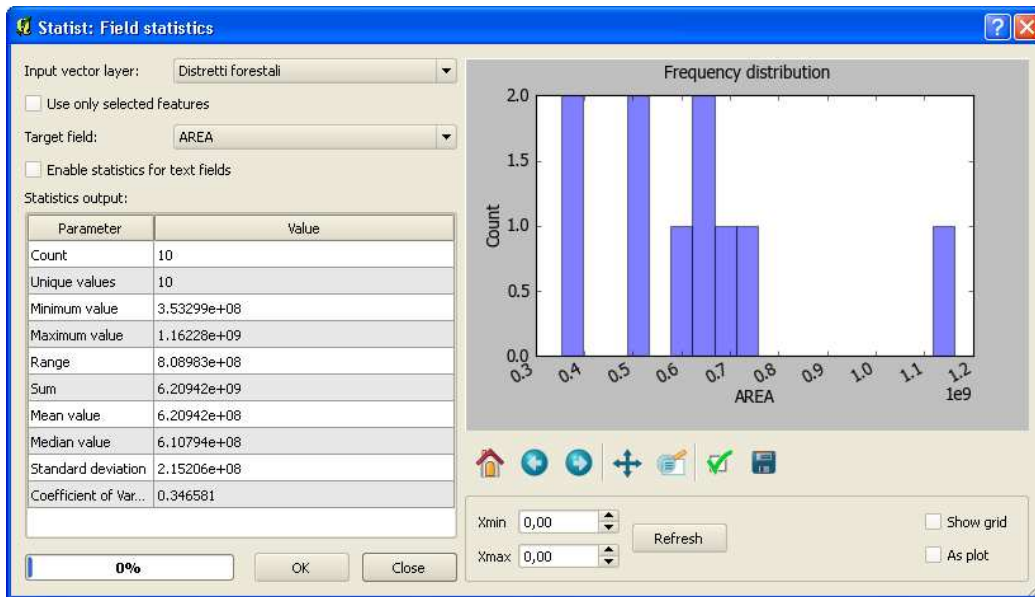 Statist: Field statistics
Input vector layer: Distretti forestali
Use only selected features
Target field: AREA
Enable statistics for text fields
Statistics output:
Parameter Value
Count 10
Unique values 10
Minimum value 3.53299e+08
Maximum value 1.16228e+09
Range 8.08983e+08
Sum 6.20942e+09
Mean value 6.20942e+08
Median value 6.10794e+08
Standard deviation 2.15206e+08
Coefficient of Var... 0.346581
0% OK Close
Frequency distribution
2.0
1.5
1.0
0.5
0.0
Count
0.3 0.4 0.5 0.6 0.7 0.8 0.9 1.0 1.1 1.2
AREA 1e9
Xmin 0,00
Xmax 0,00
Refresh
Show grid
As plot